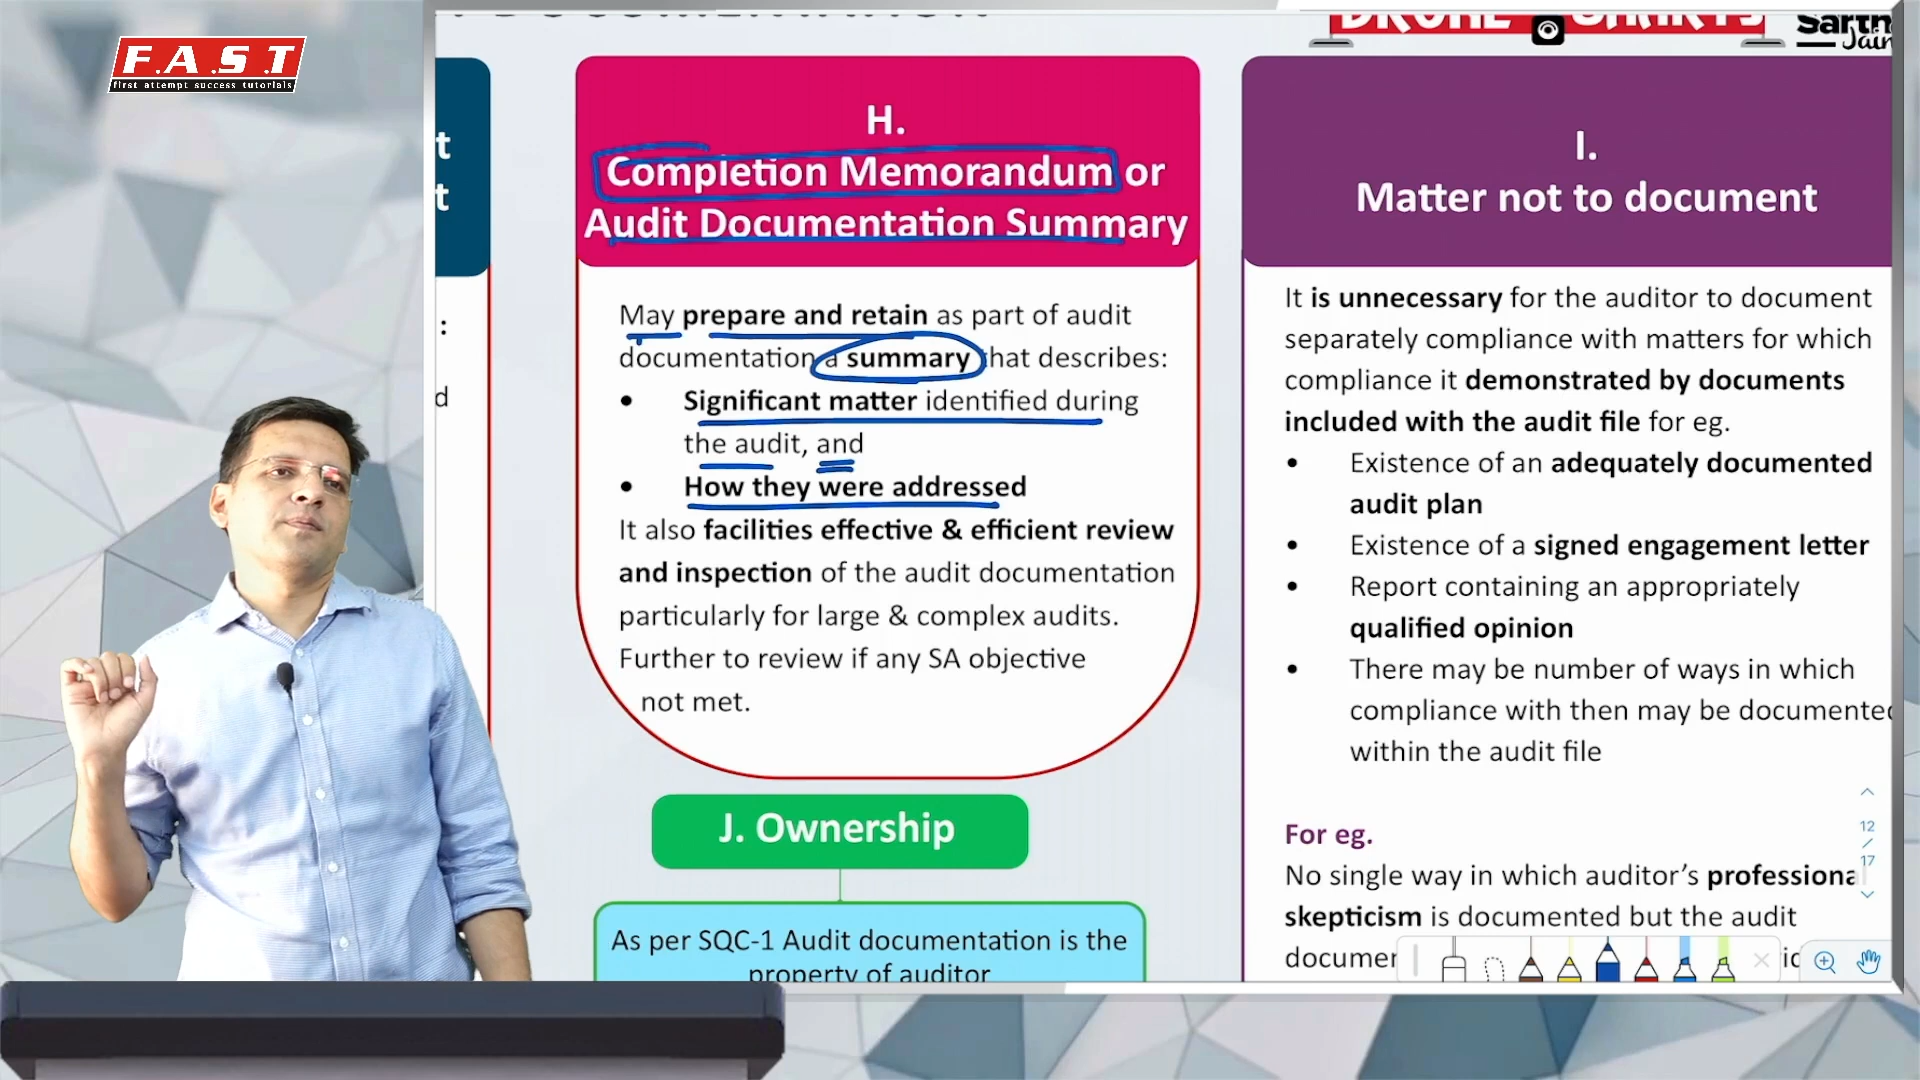 F.A.S.T
first attempt success tutorials
Jain
t
t
:
d
H.
Completion Memorandum or
Audit Documentation Summary
May prepare and retain as part of audit
documentation a summary that describes:
• Significant matter identified during
the audit, and
• How they were addressed
It also facilities effective & efficient review
and inspection of the audit documentation
particularly for large & complex audits.
Further to review if any SA objective
not met.
J. Ownership
As per SQC-1 Audit documentation is the
property of auditor
I.
Matter not to document
It is unnecessary for the auditor to document
separately compliance with matters for which
compliance it demonstrated by documents
included with the audit file for eg.
• Existence of an adequately documented
audit plan
• Existence of a signed engagement letter
• Report containing an appropriately
qualified opinion
• There may be number of ways in which
compliance with then may be documented
within the audit file
For eg.
No single way in which auditor's professional
skepticism is documented but the audit
12
/
17